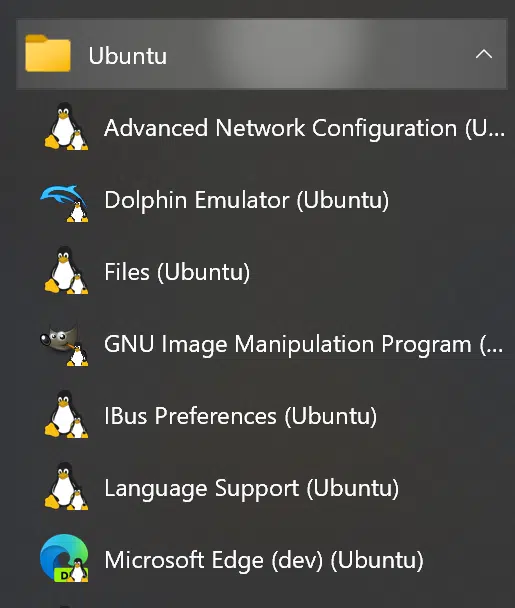 Ubuntu
Advanced Network Configuration (U...
Dolphin Emulator (Ubuntu)
Files (Ubuntu)
GNU Image Manipulation Program (...
IBus Preferences (Ubuntu)
Language Support (Ubuntu)
Microsoft Edge (dev) (Ubuntu)